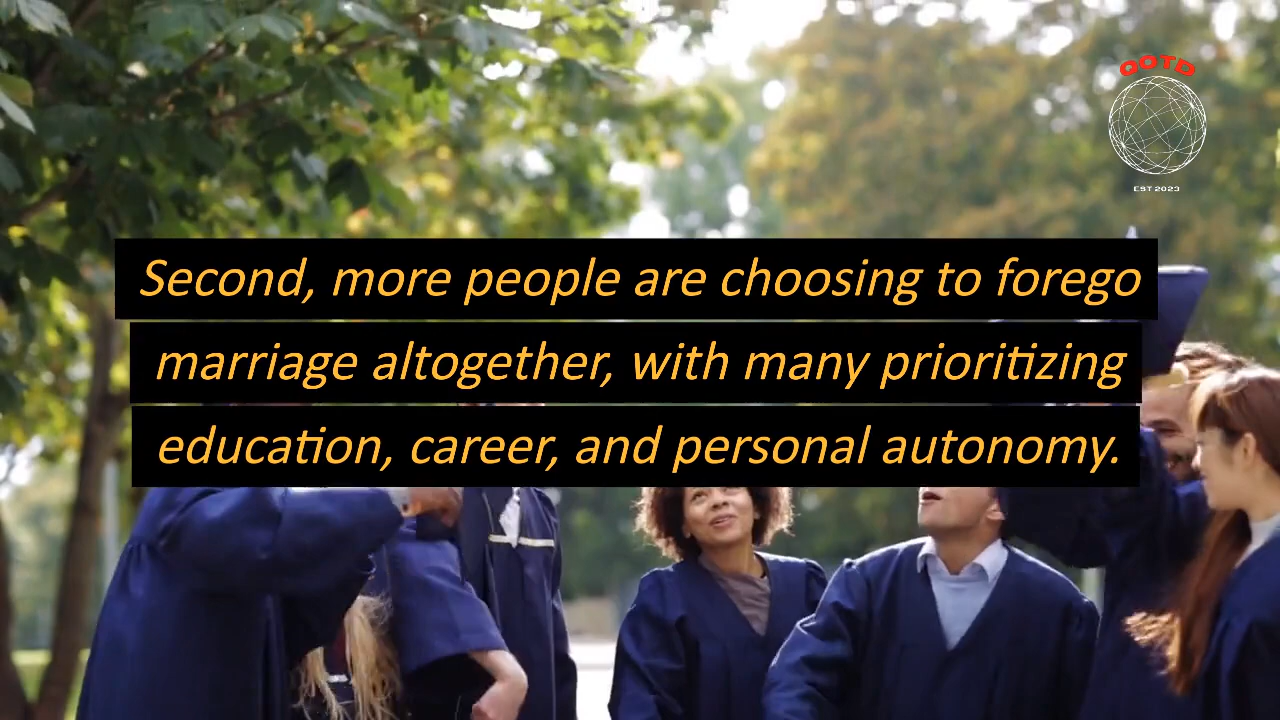 QOTD
EST 2023
Second, more people are choosing to forego
marriage altogether, with many prioritizing
education, career, and personal autonomy.